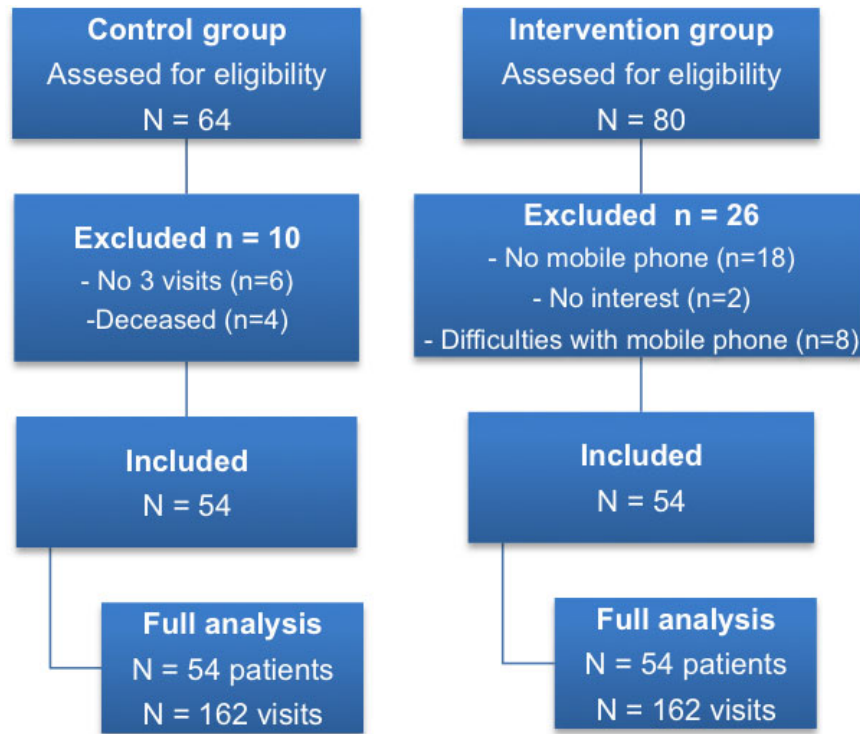 Control group
Assesed for eligibility
N = 64
Excluded n = 10
- No 3 visits (n=6)
-Deceased (n=4)
Included
N = 54
Full analysis
N = 54 patients
N = 162 visits
Intervention group
Assesed for eligibility
N = 80
Excluded n = 26
- No mobile phone (n=18)
- No interest (n=2)
- Difficulties with mobile phone (n=8)
Included
N = 54
Full analysis
N = 54 patients
N = 162 visits